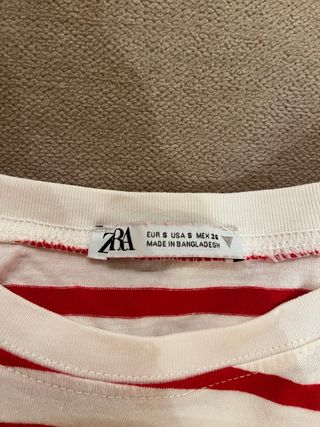 ZARA
EUR S USA S MEX 26
MADE IN BANGLADESH